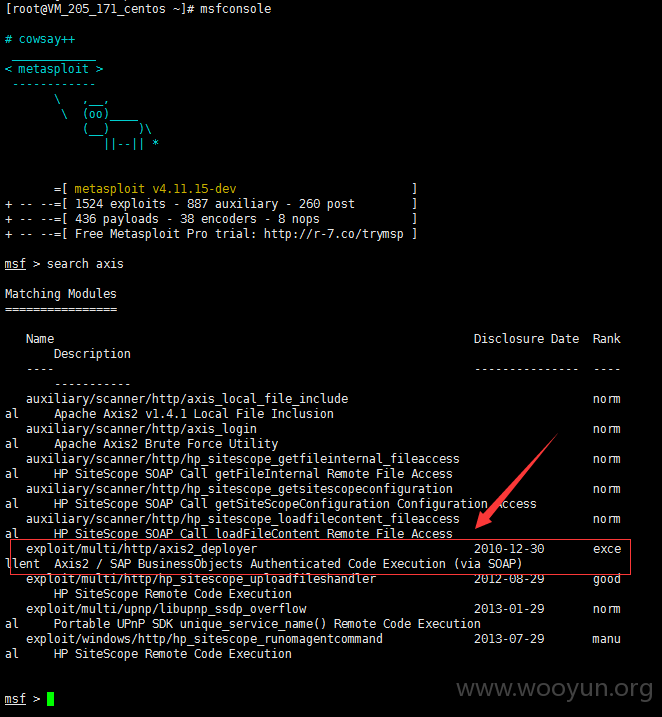 [root@VM_205_171_centos ~]# msfconsole
# cowsay++
 ____________
< metasploit >
 ------------
       \   ,__,
        \  (oo)____
           (__)    )\
              ||--|| *
       =[ metasploit v4.11.15-dev                         ]
+ -- --=[ 1524 exploits - 887 auxiliary - 260 post        ]
+ -- --=[ 436 payloads - 38 encoders - 8 nops             ]
+ -- --=[ Free Metasploit Pro trial: http://r-7.co/trymsp ]
msf > search axis
Matching Modules
================
   Name                                                            Disclosure Date  Rank
       Description
   ----                                                            ---------------  ----
       -----------
   auxiliary/scanner/http/axis_local_file_include                                   norm
al     Apache Axis2 v1.4.1 Local File Inclusion
   auxiliary/scanner/http/axis_login                                                norm
al     Apache Axis2 Brute Force Utility
   auxiliary/scanner/http/hp_sitescope_getfileinternal_fileaccess                   norm
al     HP SiteScope SOAP Call getFileInternal Remote File Access
   auxiliary/scanner/http/hp_sitescope_getsitescopeconfiguration                    norm
al     HP SiteScope SOAP Call getSiteScopeConfiguration Configuration Access
   auxiliary/scanner/http/hp_sitescope_loadfilecontent_fileaccess                   norm
al     HP SiteScope SOAP Call loadFileContent Remote File Access
   exploit/multi/http/axis2_deployer                               2010-12-30       exce
llent  Axis2 / SAP BusinessObjects Authenticated Code Execution (via SOAP)
   exploit/multi/http/hp_sitescope_uploadfileshandler              2012-08-29       good
       HP SiteScope Remote Code Execution
   exploit/multi/upnp/libupnp_ssdp_overflow                        2013-01-29       norm
al     Portable UPnP SDK unique_service_name() Remote Code Execution
   exploit/windows/http/hp_sitescope_runomagentcommand             2013-07-29       manu
al     HP SiteScope Remote Code Execution
msf >
www.wooyun.org